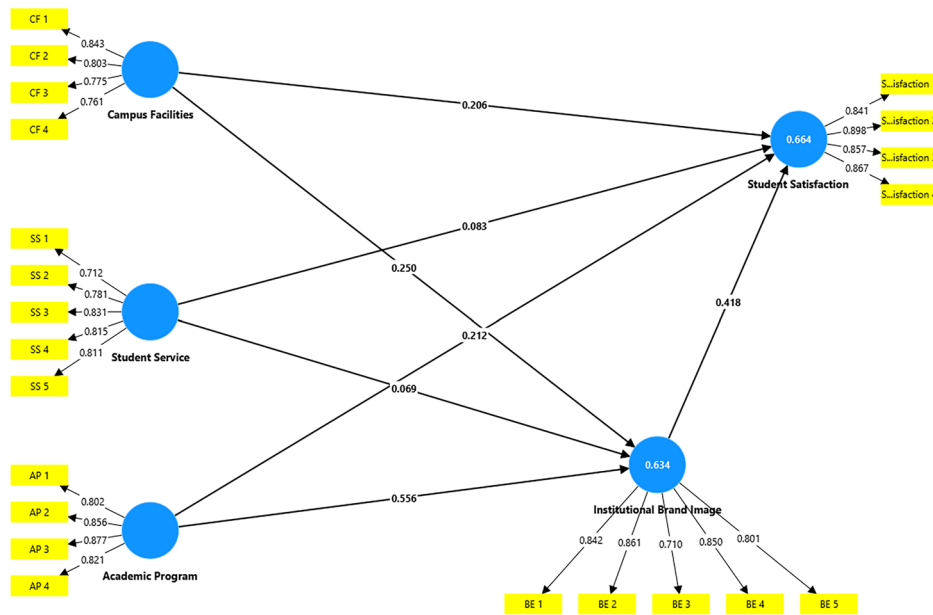 CF 1
0.843
CF 2
0.803
CF 3
0.775
CF 4
0.761
Campus Facilities
0.206
S...isfaction
0.841
S...isfaction
0.898
S...isfaction
0.857
S...isfaction
0.867
0.664
Student Satisfaction
SS 1
0.712
SS 2
0.781
SS 3
0.831
SS 4
0.815
SS 5
0.811
Student Service
0.083
0.250
0.418
0.212
0.069
AP 1
0.802
AP 2
0.856
AP 3
0.877
AP 4
0.821
Academic Program
0.556
0.634
Institutional Brand Image
0.842
0.861
0.710
0.850
0.801
BE 1
BE 2
BE 3
BE 4
BE 5